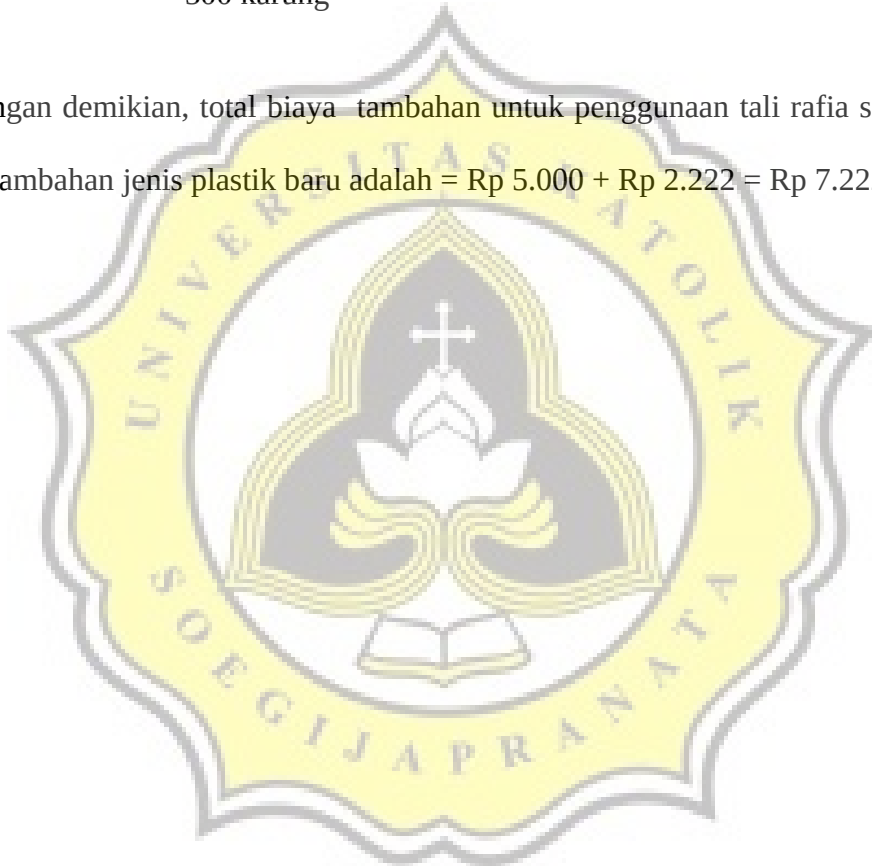 karung
ngan demikian, total biaya tambahan untuk penggunaan tali rafia s
ambahan jenis plastik baru adalah = Rp 5.000 + Rp 2.222 = Rp 7.22
UNIVERSITAS KATOLIK
SOEGIJAPRANATA